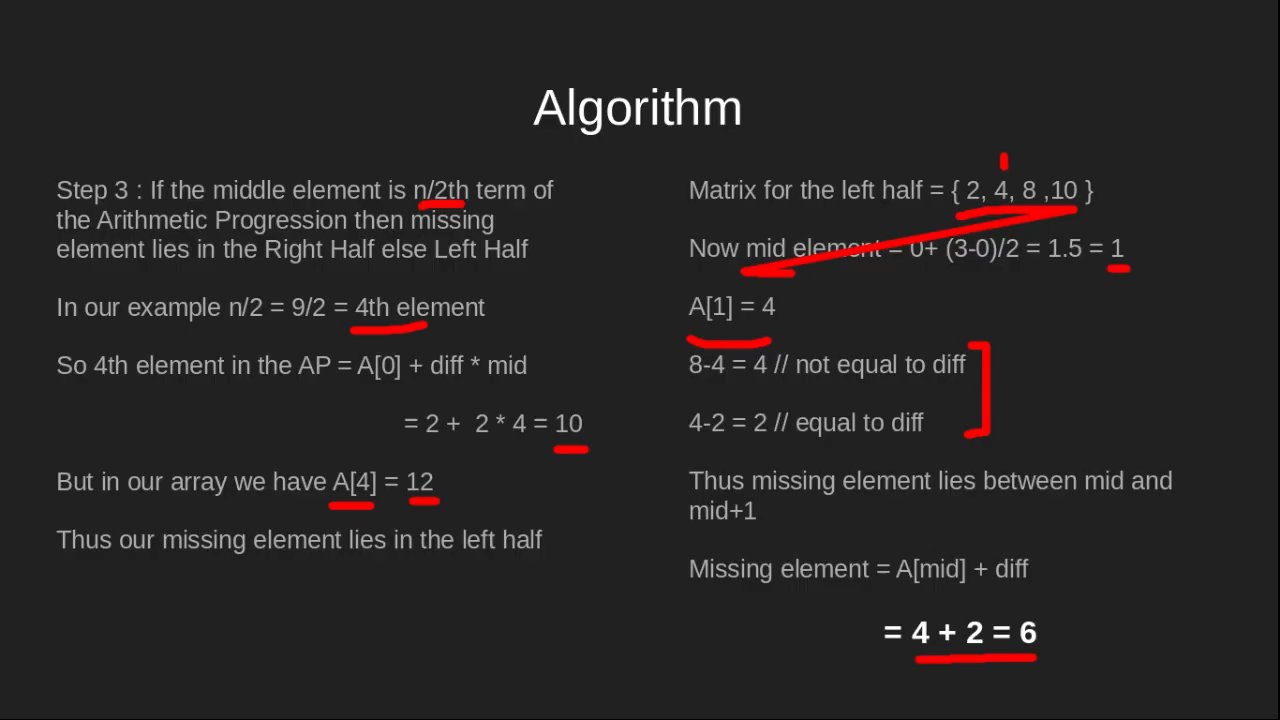 Algorithm
Step 3 : If the middle element is n/2th term of
the Arithmetic Progression then missing
element lies in the Right Half else Left Half
In our example n/2 = 9/2 = 4th element
So 4th element in the AP = A[0] + diff * mid
= 2 + 2 * 4 = 10
But in our array we have A[4] = 12
Thus our missing element lies in the left half
Matrix for the left half = { 2, 4, 8 ,10 }
Now mid element = 0+ (3-0)/2 = 1.5 = 1
A[1] = 4
8-4 = 4 // not equal to diff
4-2 = 2 // equal to diff
Thus missing element lies between mid and
mid+1
Missing element = A[mid] + diff
= 4 + 2 = 6